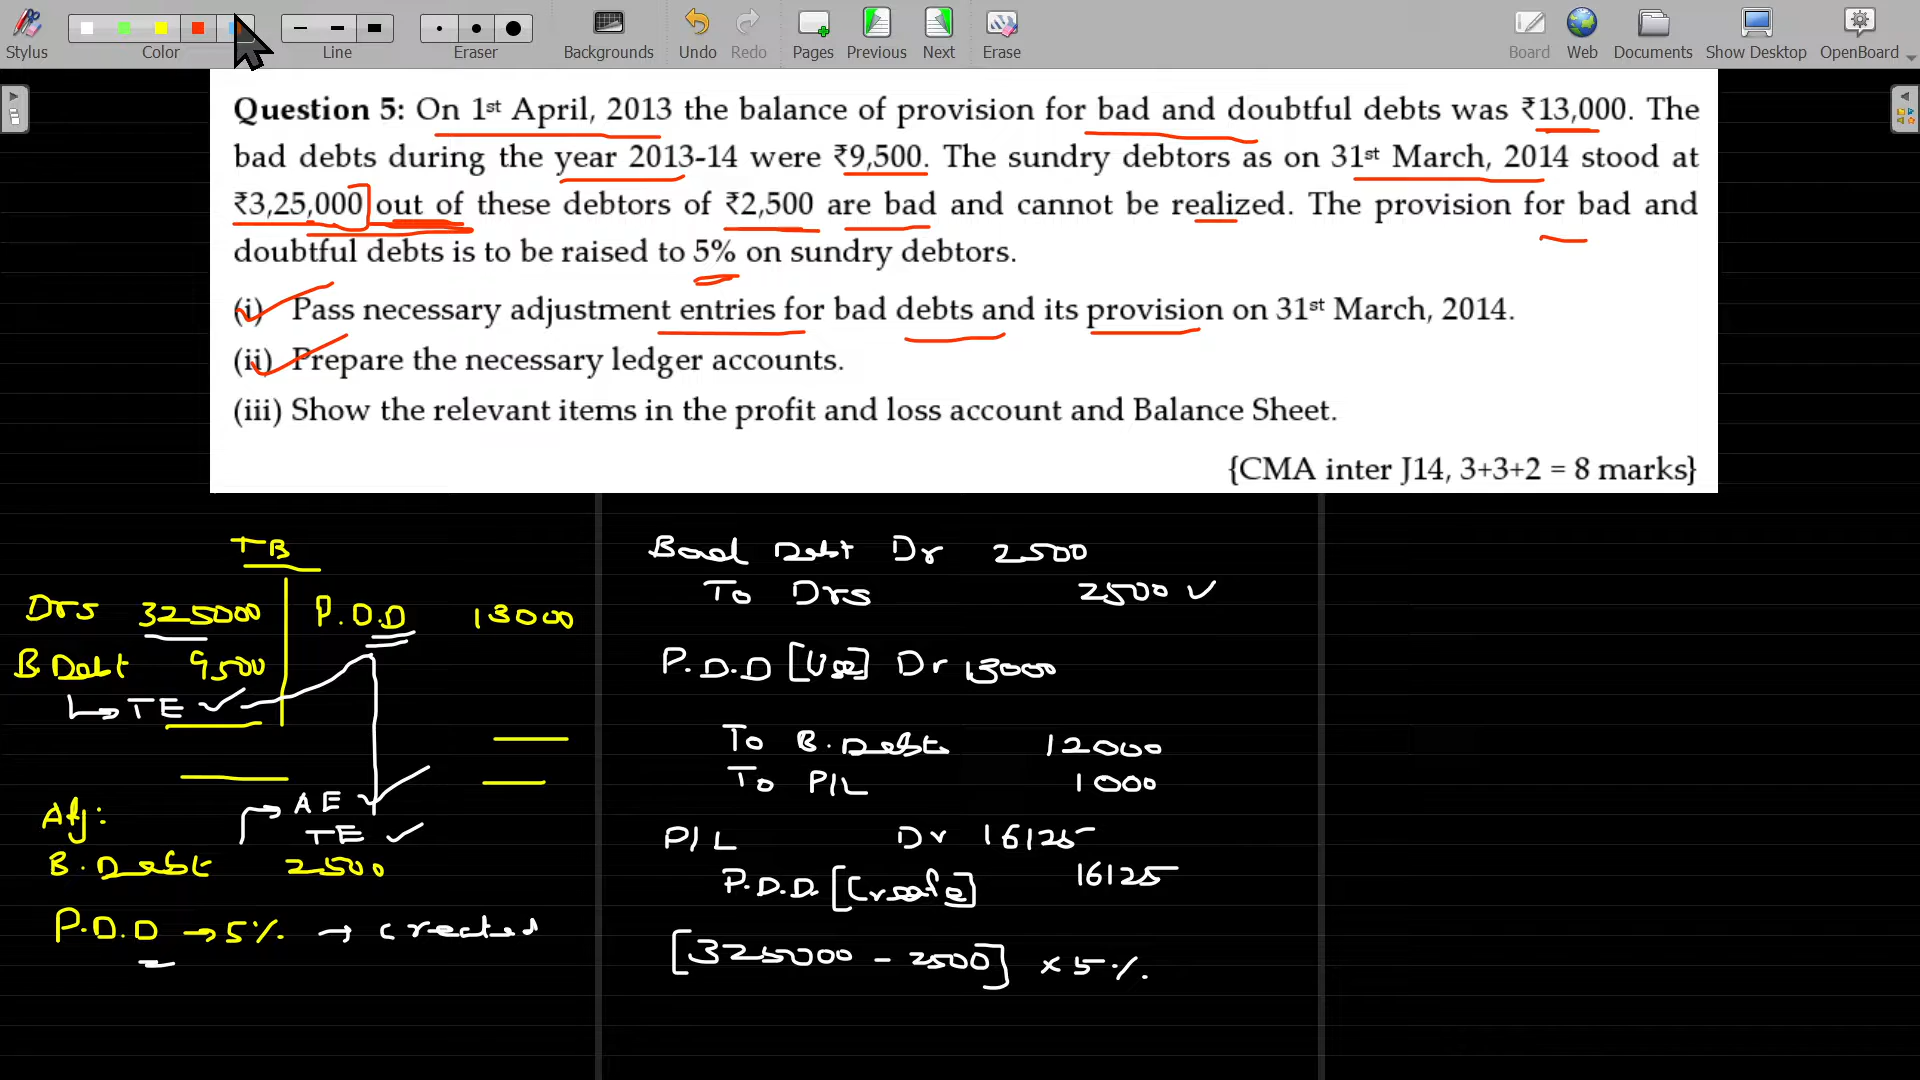 Stylus
Color
Line
Eraser
Backgrounds
Undo
Redo
Pages
Previous
Next
Erase
Board
Web
Documents
Show Desktop
OpenBoard
Question 5: On 1st April, 2013 the balance of provision for bad and doubtful debts was ₹13,000. The
bad debts during the year 2013-14 were ₹9,500. The sundry debtors as on 31st March, 2014 stood at
₹3,25,000 out of these debtors of ₹2,500 are bad and cannot be realized. The provision for bad and
doubtful debts is to be raised to 5% on sundry debtors.
(i) Pass necessary adjustment entries for bad debts and its provision on 31st March, 2014.
(ii) Prepare the necessary ledger accounts.
(iii) Show the relevant items in the profit and loss account and Balance Sheet.
{CMA inter J14, 3+3+2 = 8 marks}
TB
Drs 325000 P.D.D 13000
B Debt 9500
TE
Adj:
AE
TE
B.Debt 2500
P.D.D → 5% → created
Bad Debt Dr 2500
To Drs 2500
P.D.D [Use] Dr 13000
To B.Debt 12000
To P/L 1000
P/L Dr 16125
P.D.D. [Create] 16125
[325000 - 2500] × 5%